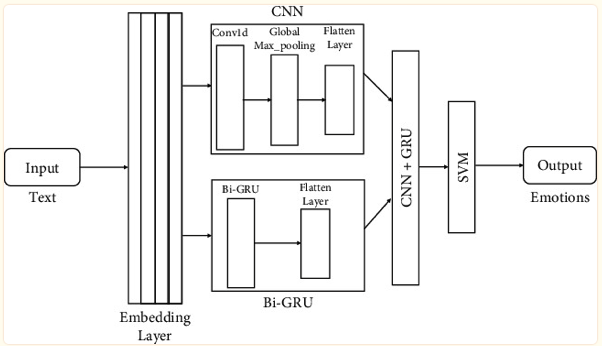 CNN
ConvId
Global
Max_pooling
Flatten
Layer
Input
Text
Embedding
Layer
Bi-GRU
Flatten
Layer
Bi-GRU
CNN + GRU
SVM
Output
Emotions